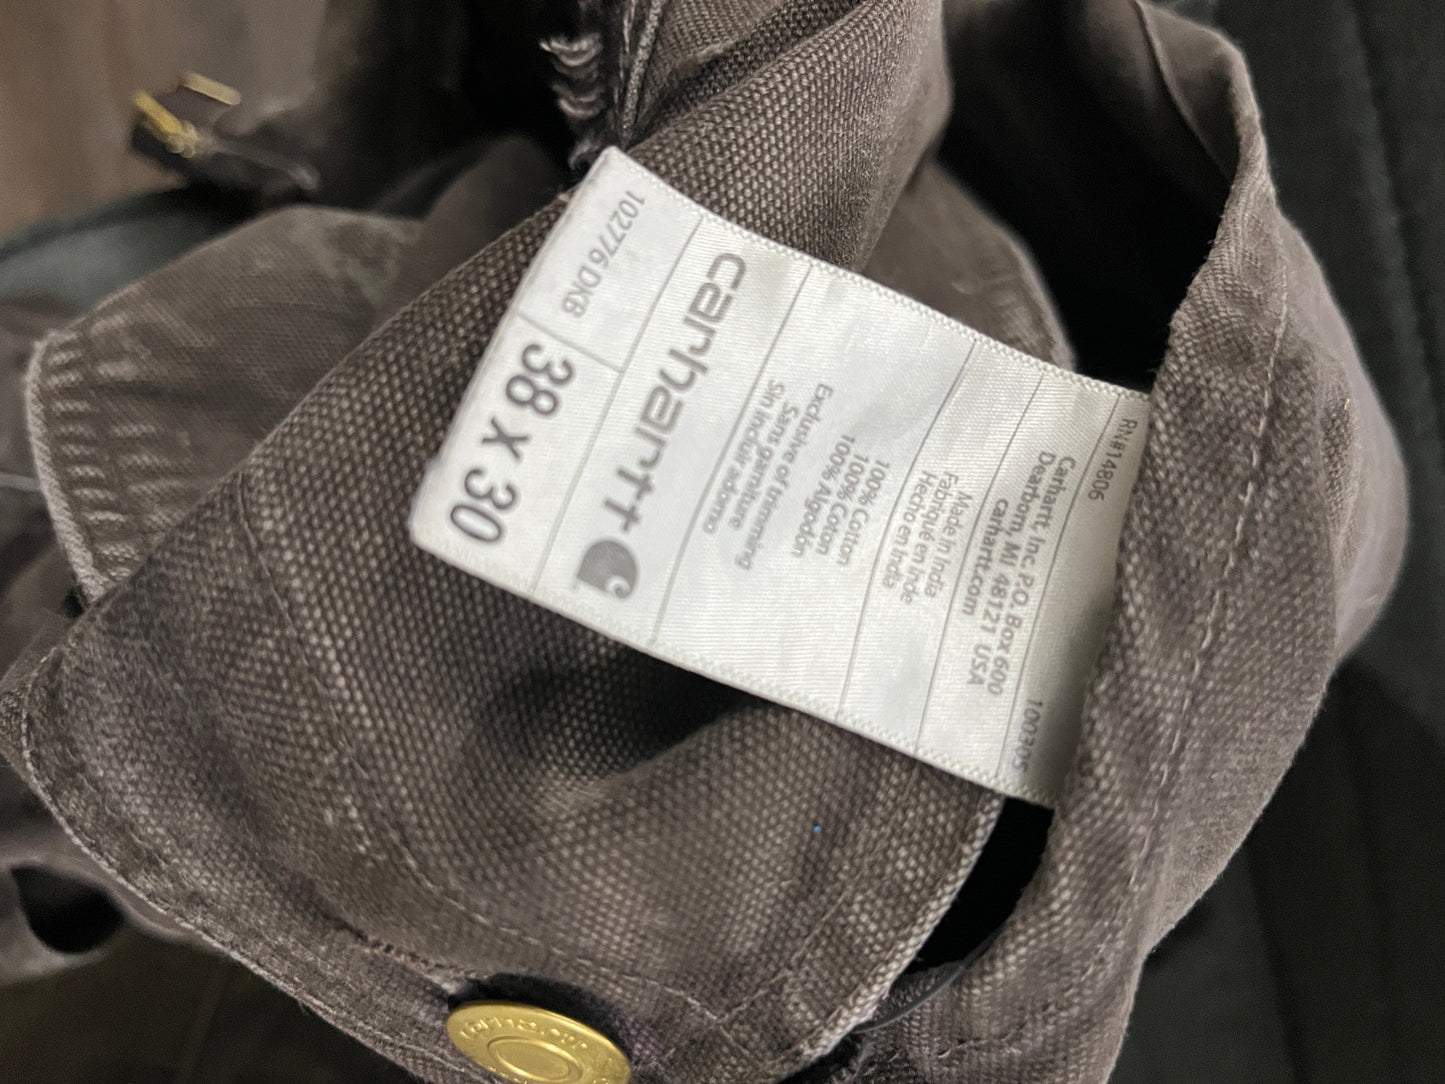 102776 DKB
38 x 30
carhartt
Exclusive of trimming
Sans garniture
Sin incluir adorno
100% Cotton
100% Coton
100% Algodón
Made in India
Fabriqué en Inde
Hecho en India
Carhartt, Inc. P.O. Box 600
Dearborn, MI 48121 USA
carhartt.com
RN#14806